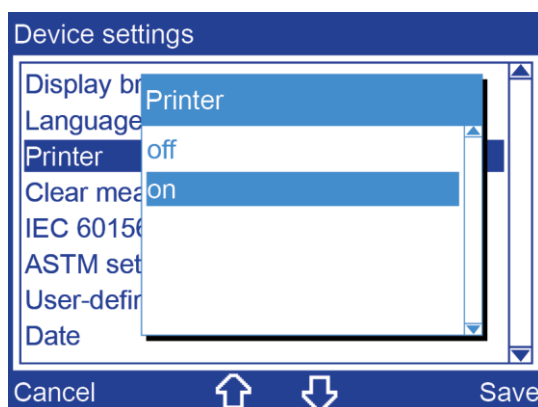 Device settings
Display br
Language
Printer
Clear mea
IEC 60156
ASTM set
User-defin
Date
Printer
off
on
Cancel
Save